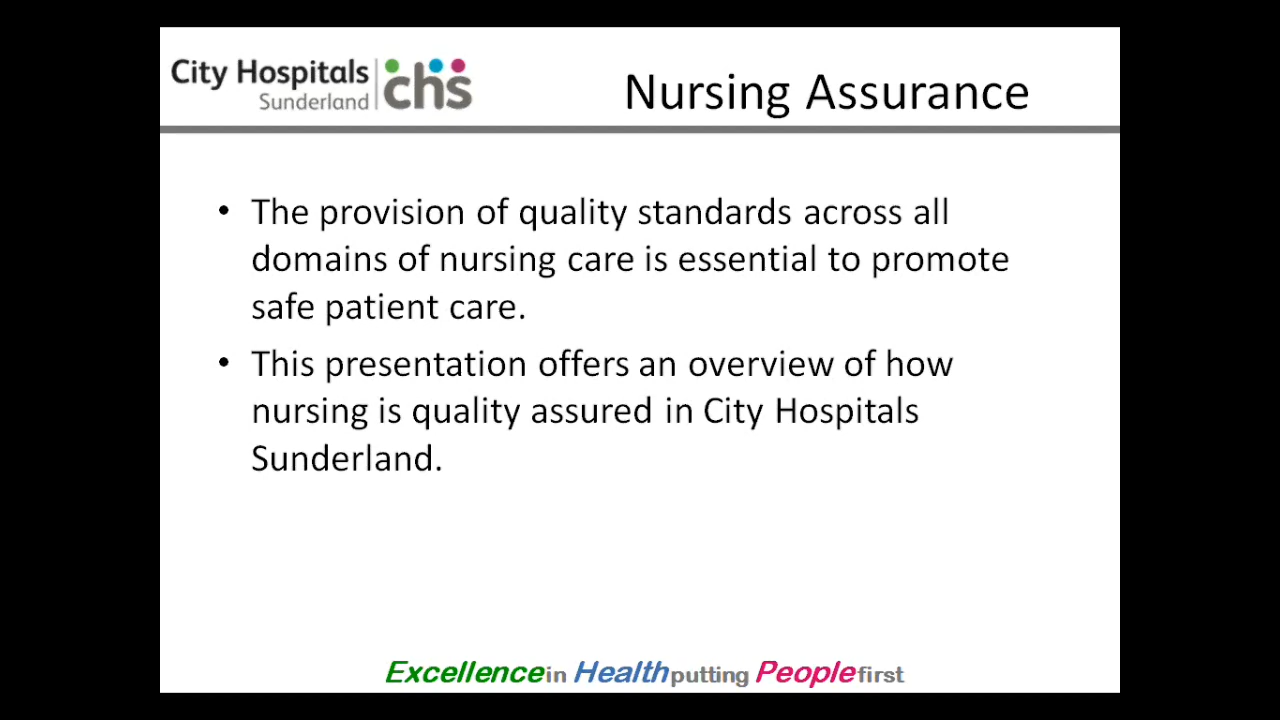 City Hospitals
Sunderland
chs
Nursing Assurance
• The provision of quality standards across all
domains of nursing care is essential to promote
safe patient care.
• This presentation offers an overview of how
nursing is quality assured in City Hospitals
Sunderland.
Excellence in Health putting People first